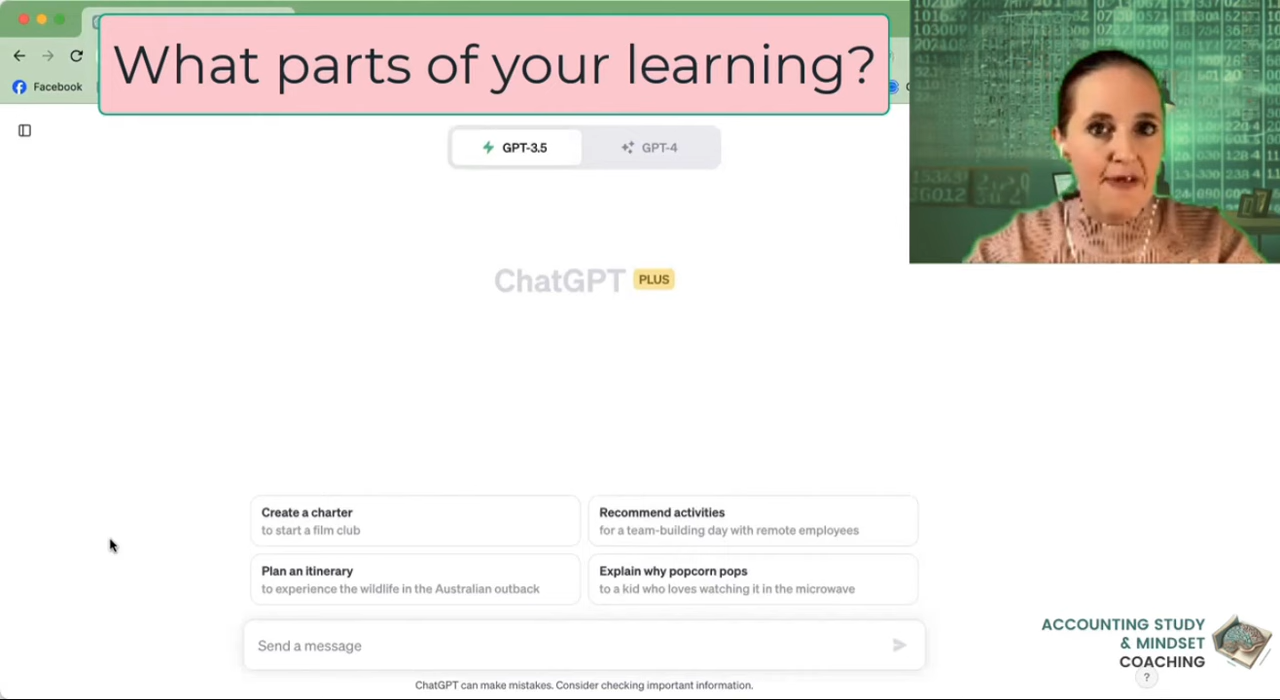 What parts of your learning?
Facebook
GPT-3.5
GPT-4
ChatGPT PLUS
Create a charter
to start a film club
Recommend activities
for a team-building day with remote employees
Plan an itinerary
to experience the wildlife in the Australian outback
Explain why popcorn pops
to a kid who loves watching it in the microwave
Send a message
ChatGPT can make mistakes. Consider checking important information.
ACCOUNTING STUDY
& MINDSET
COACHING
?